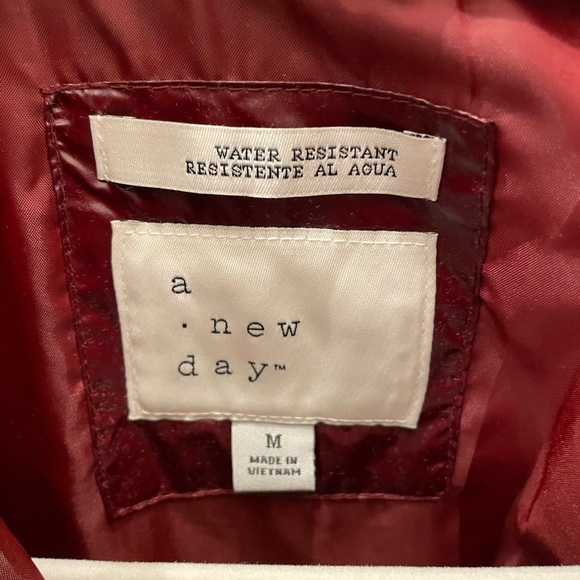 WATER RESISTANT
RESISTENTE AL AGUA
a
· new
day™
M
MADE IN
VIETNAM